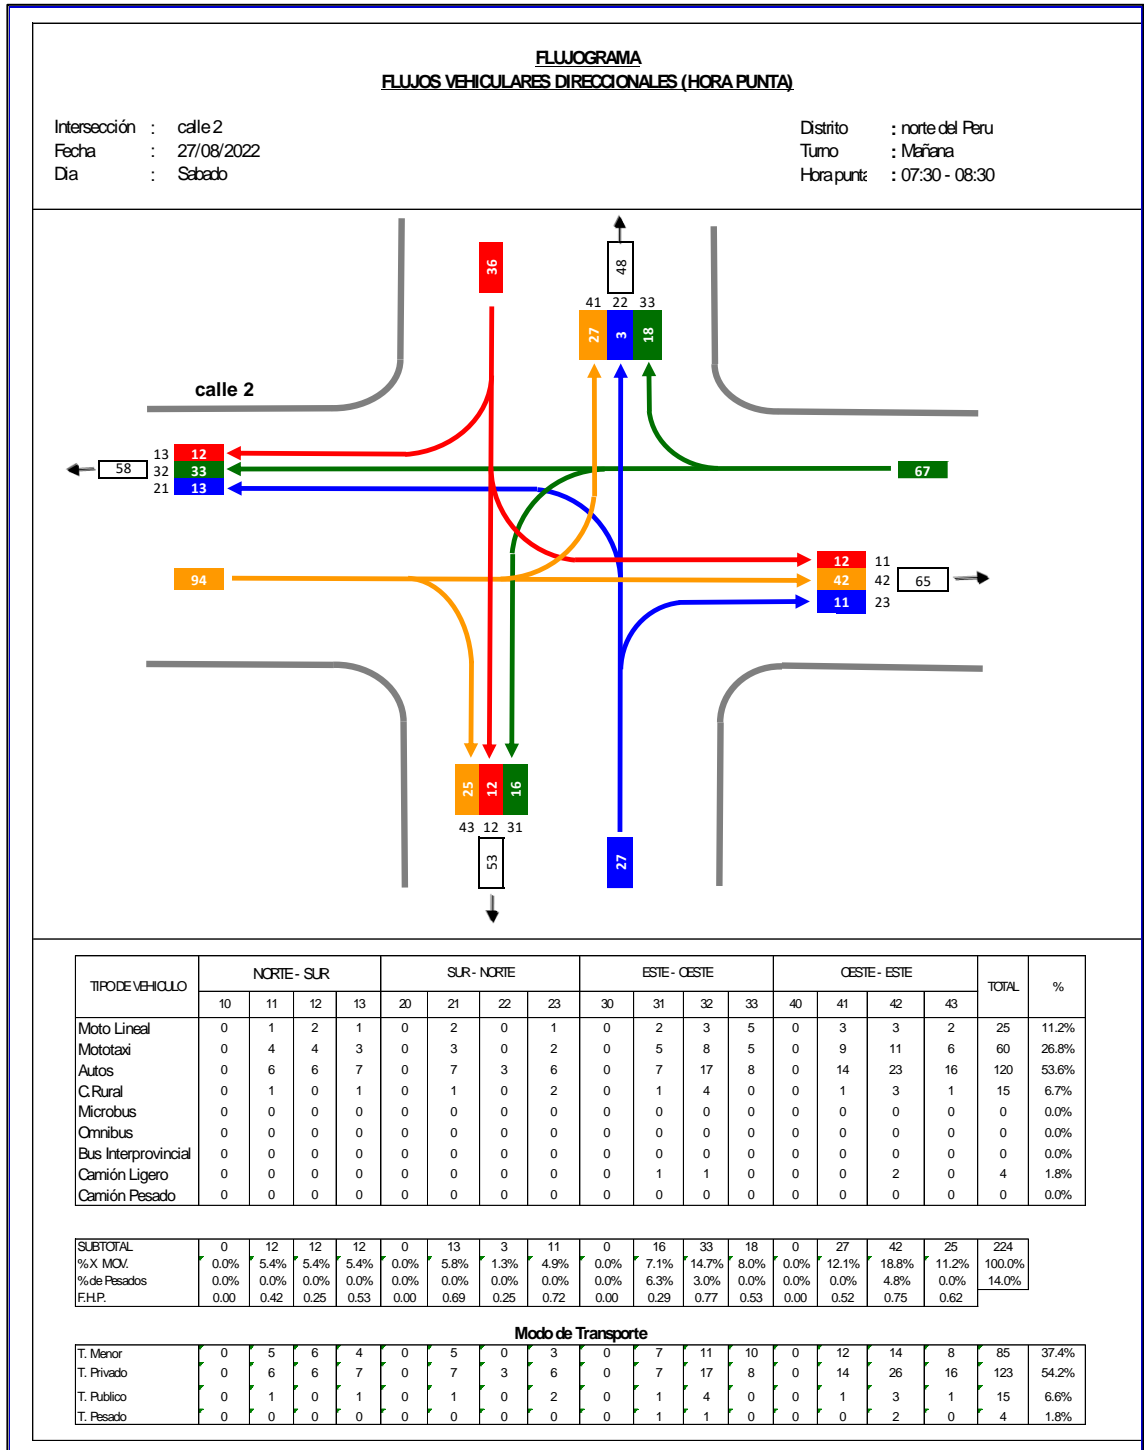 FLUJOGRAMA
FLUJOS VEHICULARES DIRECCIONALES (HORA PUNTA)
Intersección : calle 2 Distrito : norte del Peru
Fecha : 27/08/2022 Turno : Mañana
Dia : Sabado Hora punta : 07:30 - 08:30
36
48
41 22 33
27 3 18
calle 2
13 12
58 32 33 67
21 13
12 11
94 42 42 65
11 23
25 12 16
43 12 31
53 27
TIPO DE VEHICULO NORTE - SUR SUR - NORTE ESTE - OESTE OESTE - ESTE TOTAL %
10 11 12 13 20 21 22 23 30 31 32 33 40 41 42 43
Moto Lineal 0 1 2 1 0 2 0 1 0 2 3 5 0 3 3 2 25 11.2%
Mototaxi 0 4 4 3 0 3 0 2 0 5 8 5 0 9 11 6 60 26.8%
Autos 0 6 6 7 0 7 3 6 0 7 17 8 0 14 23 16 120 53.6%
C.Rural 0 1 0 1 0 1 0 2 0 1 4 0 0 1 3 1 15 6.7%
Microbus 0 0 0 0 0 0 0 0 0 0 0 0 0 0 0 0 0 0.0%
Omnibus 0 0 0 0 0 0 0 0 0 0 0 0 0 0 0 0 0 0.0%
Bus Interprovincial 0 0 0 0 0 0 0 0 0 0 0 0 0 0 0 0 0 0.0%
Camión Ligero 0 0 0 0 0 0 0 0 0 1 1 0 0 0 2 0 4 1.8%
Camión Pesado 0 0 0 0 0 0 0 0 0 0 0 0 0 0 0 0 0 0.0%
SUBTOTAL 0 12 12 12 0 13 3 11 0 16 33 18 0 27 42 25 224
% X MOV. 0.0% 5.4% 5.4% 5.4% 0.0% 5.8% 1.3% 4.9% 0.0% 7.1% 14.7% 8.0% 0.0% 12.1% 18.8% 11.2% 100.0%
% de Pesados 0.0% 0.0% 0.0% 0.0% 0.0% 0.0% 0.0% 0.0% 0.0% 6.3% 3.0% 0.0% 0.0% 0.0% 4.8% 0.0% 14.0%
F.H.P. 0.00 0.42 0.25 0.53 0.00 0.69 0.25 0.72 0.00 0.29 0.77 0.53 0.00 0.52 0.75 0.62
Modo de Transporte
T. Menor 0 5 6 4 0 5 0 3 0 7 11 10 0 12 14 8 85 37.4%
T. Privado 0 6 6 7 0 7 3 6 0 7 17 8 0 14 26 16 123 54.2%
T. Publico 0 1 0 1 0 1 0 2 0 1 4 0 0 1 3 1 15 6.6%
T. Pesado 0 0 0 0 0 0 0 0 0 1 1 0 0 0 2 0 4 1.8%